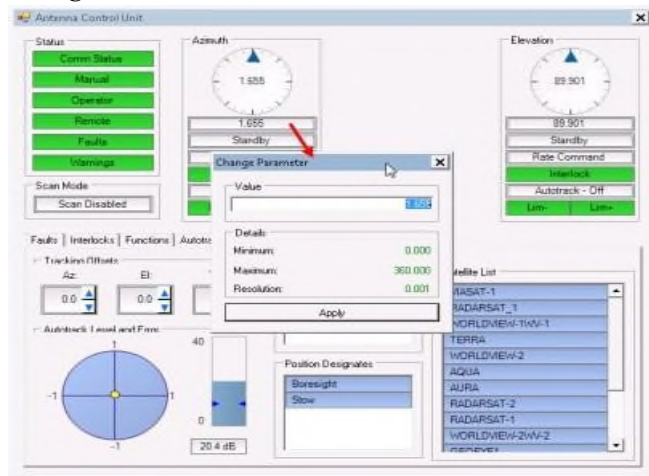 Antenna Control Unit
Status
Comm Status
Manual
Operator
Remote
Faults
Warnings
Scan Mode
Scan Disabled
Azimuth
1.655
1.655
Standby
Elevation
89.901
89.901
Standby
Rate Command
Interlock
Autotrack - Off
Lim- Lim+
Change Parameter
Value
1.655
Details
Minimum: 0.000
Maximum: 360.000
Resolution: 0.001
Apply
Faults Interlocks Functions
Tracking Offsets
Az: El:
0.0 0.0
Autotrack Level and Error
1
-1 1
-1
40
0
20.4 dB
Position Designates
Boresight
Stow
RADARSAT_1
WORLDVIEW-1WV-1
TERRA
WORLDVIEW-2
AQUA
AURA
RADARSAT-2
RADARSAT-1
WORLDVIEW-2WV-2